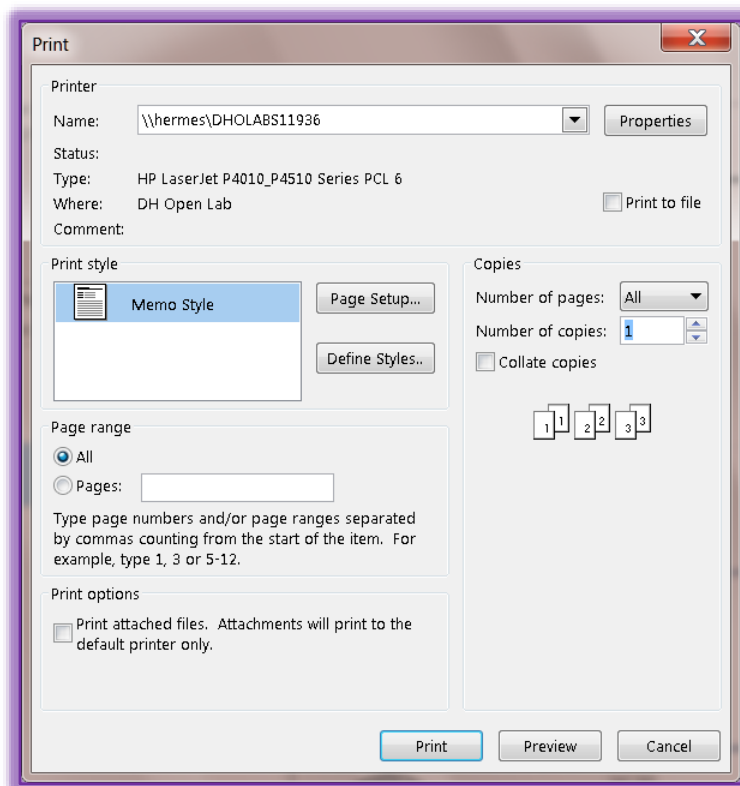 Print
X
Printer
Name: \\hermes\DHOLABS11936 Properties
Status:
Type: HP LaserJet P4010_P4510 Series PCL 6
Where: DH Open Lab Print to file
Comment:
Print style
Memo Style
Page Setup...
Define Styles..
Copies
Number of pages: All
Number of copies: 1
Collate copies
1 1 2 2 3 3
Page range
All
Pages:
Type page numbers and/or page ranges separated
by commas counting from the start of the item. For
example, type 1, 3 or 5-12.
Print options
Print attached files. Attachments will print to the
default printer only.
Print Preview Cancel